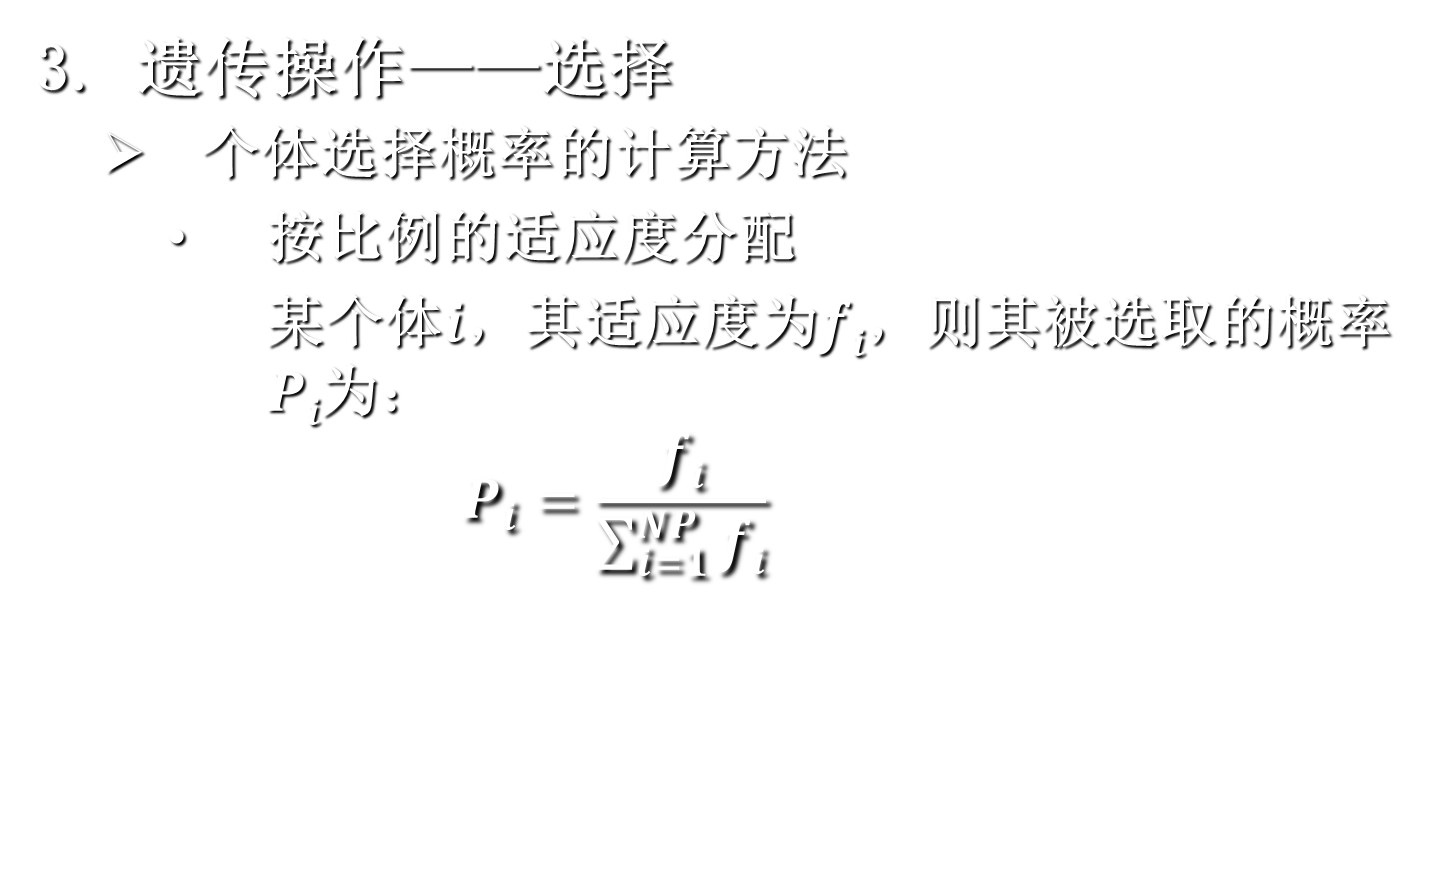 3. 遗传操作——选择
➢ 个体选择概率的计算方法
• 按比例的适应度分配
某个体i，其适应度为f_i，则其被选取的概率
P_i为：
P_i = \frac{f_i}{\sum_{i=1}^{NP} f_i}